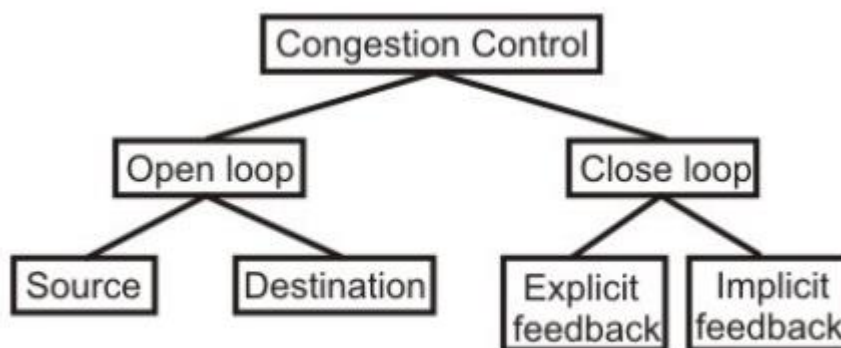 Congestion Control
Open loop
Close loop
Source
Destination
Explicit
feedback
Implicit
feedback